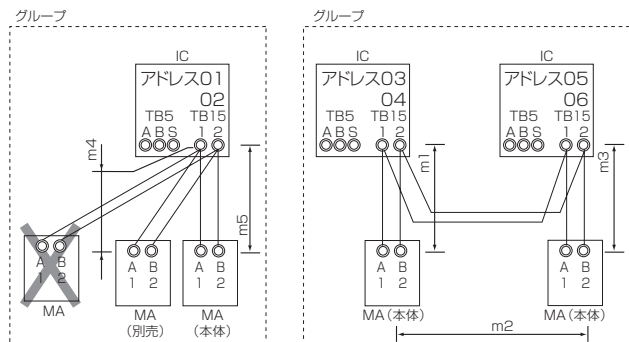 グループ
IC
アドレス01
02
TB5
TB15
A B S
1 2
m4
m5
A B
1 2
MA
A B
1 2
MA
(別売)
A B
1 2
MA
(本体)
グループ
IC
アドレス03
04
TB5
TB15
A B S
1 2
IC
アドレス05
06
TB5
TB15
A B S
1 2
m1
m3
A B
1 2
MA(本体)
A B
1 2
MA(本体)
m2